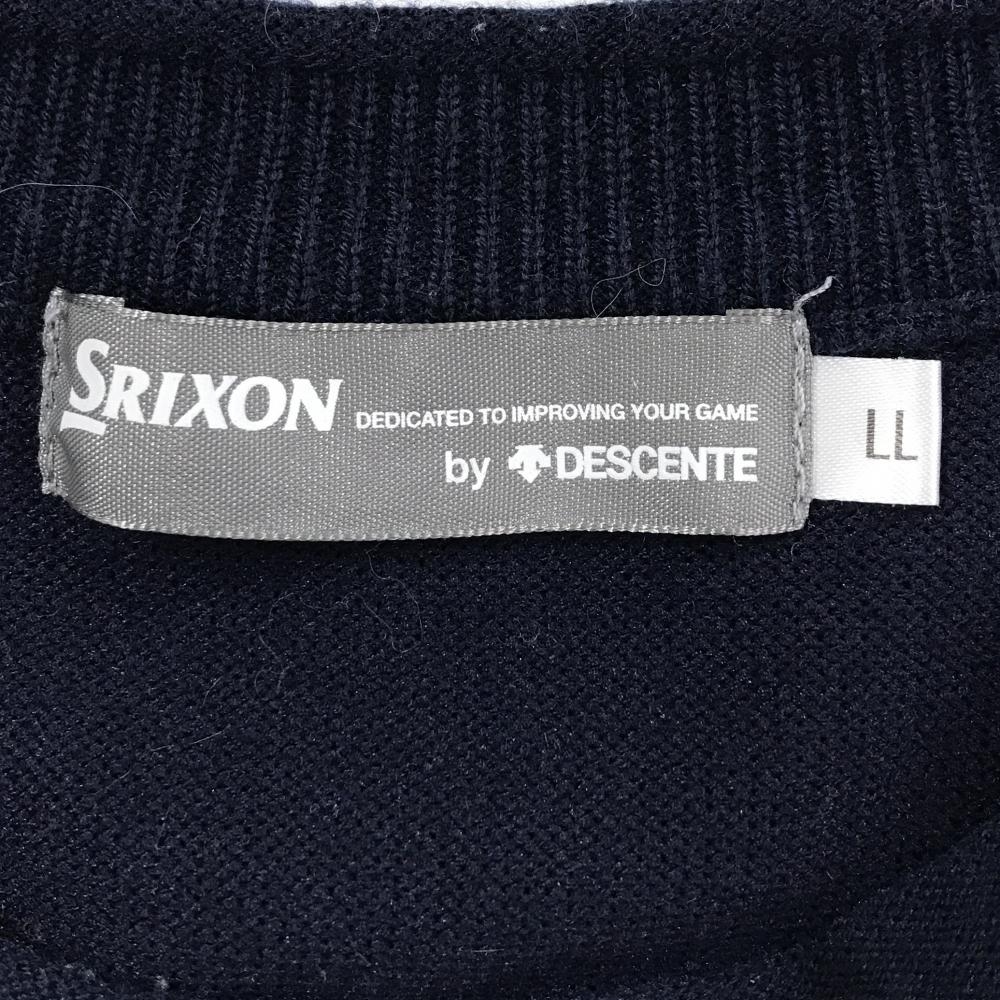 SRIXON DEDICATED TO IMPROVING YOUR GAME
by DESCENTE
LL